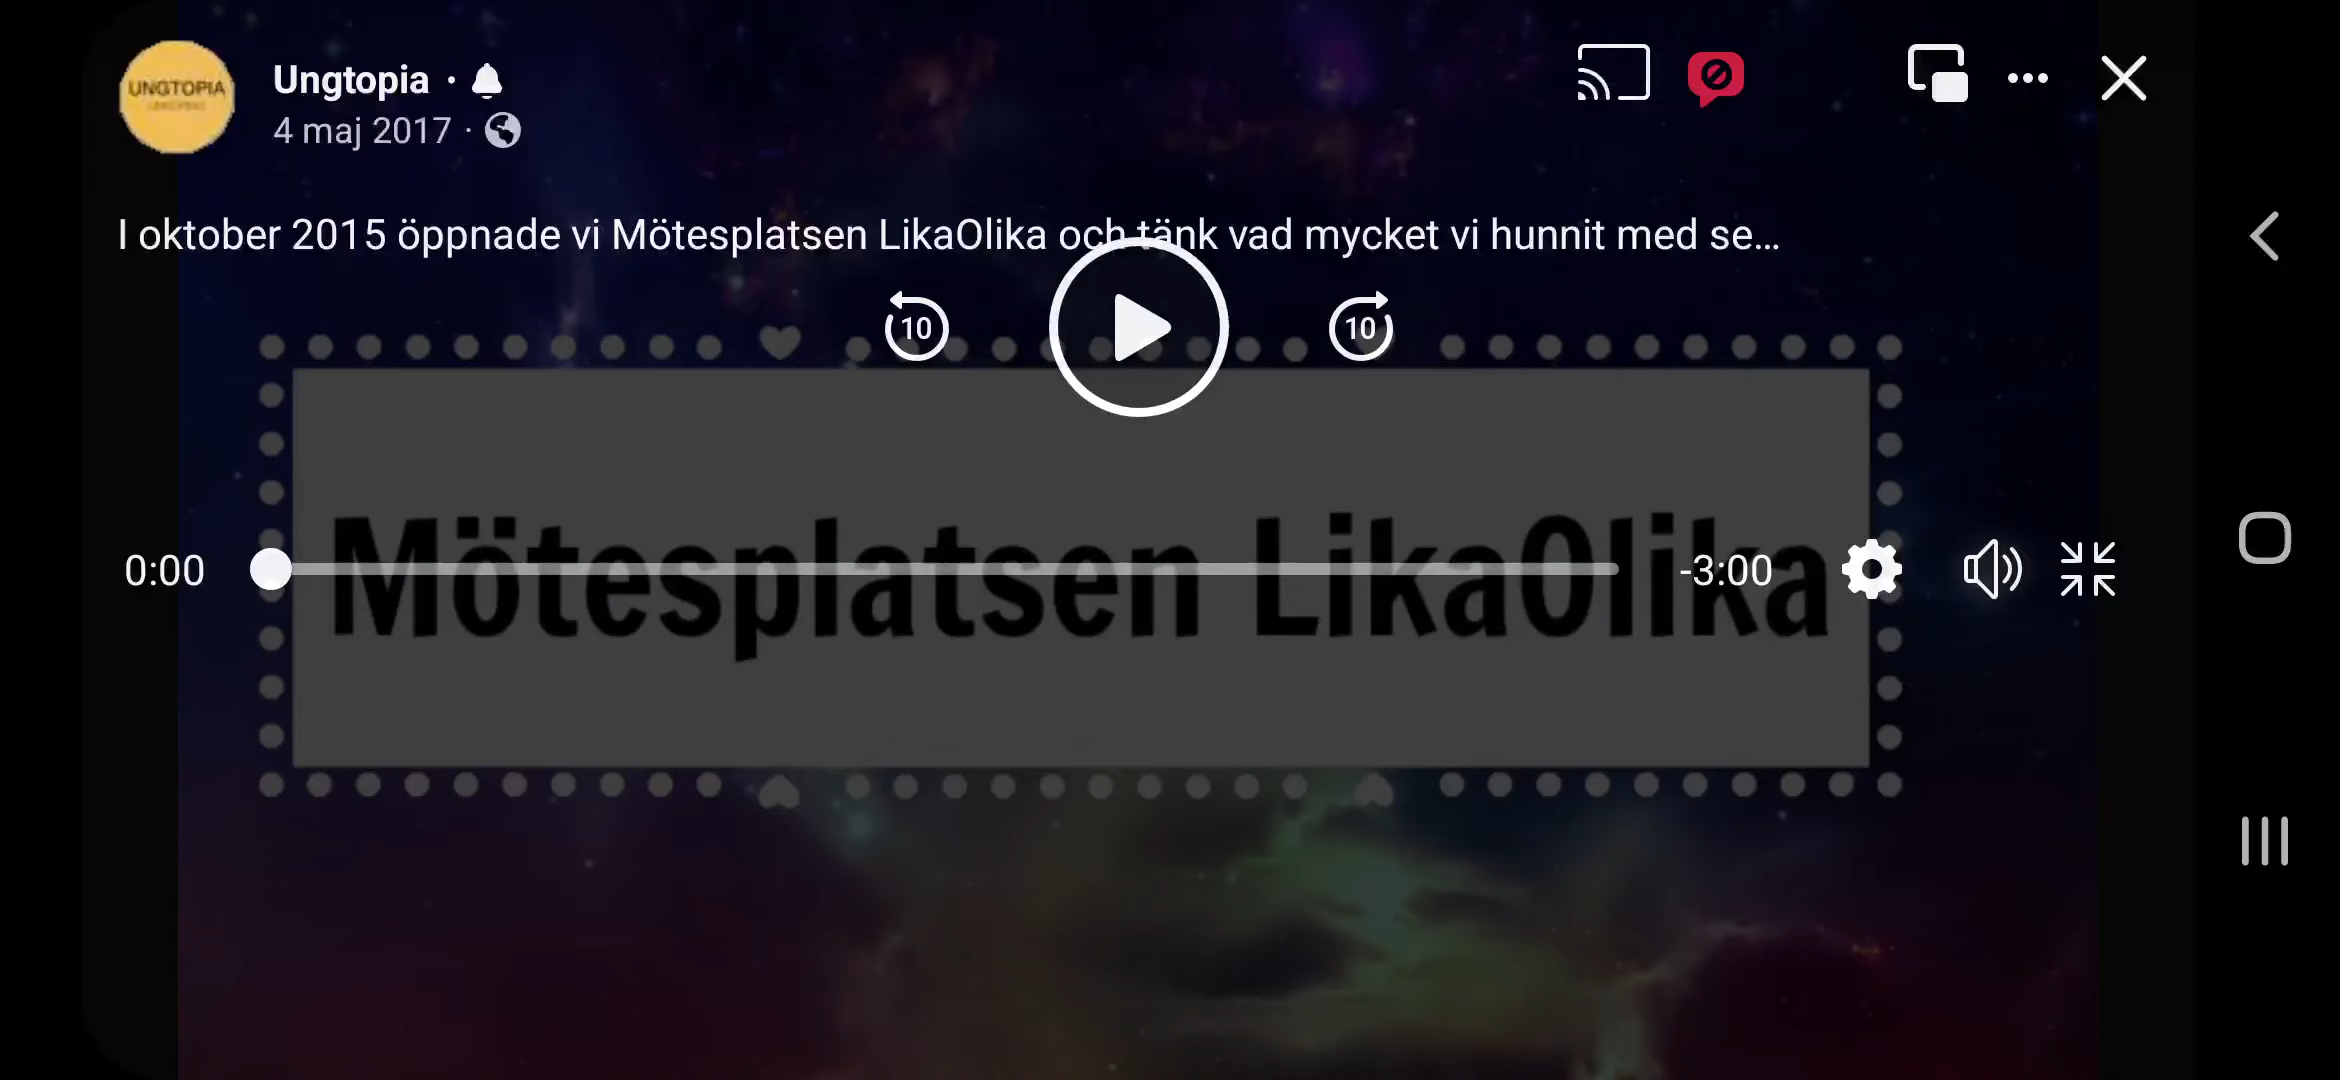 UNGTOPIA
Ungtopia ·
4 maj 2017 ·
I oktober 2015 öppnade vi Mötesplatsen LikaOlika och tänk vad mycket vi hunnit med se...
10
10
Mötesplatsen LikaOlika
0:00
-3:00